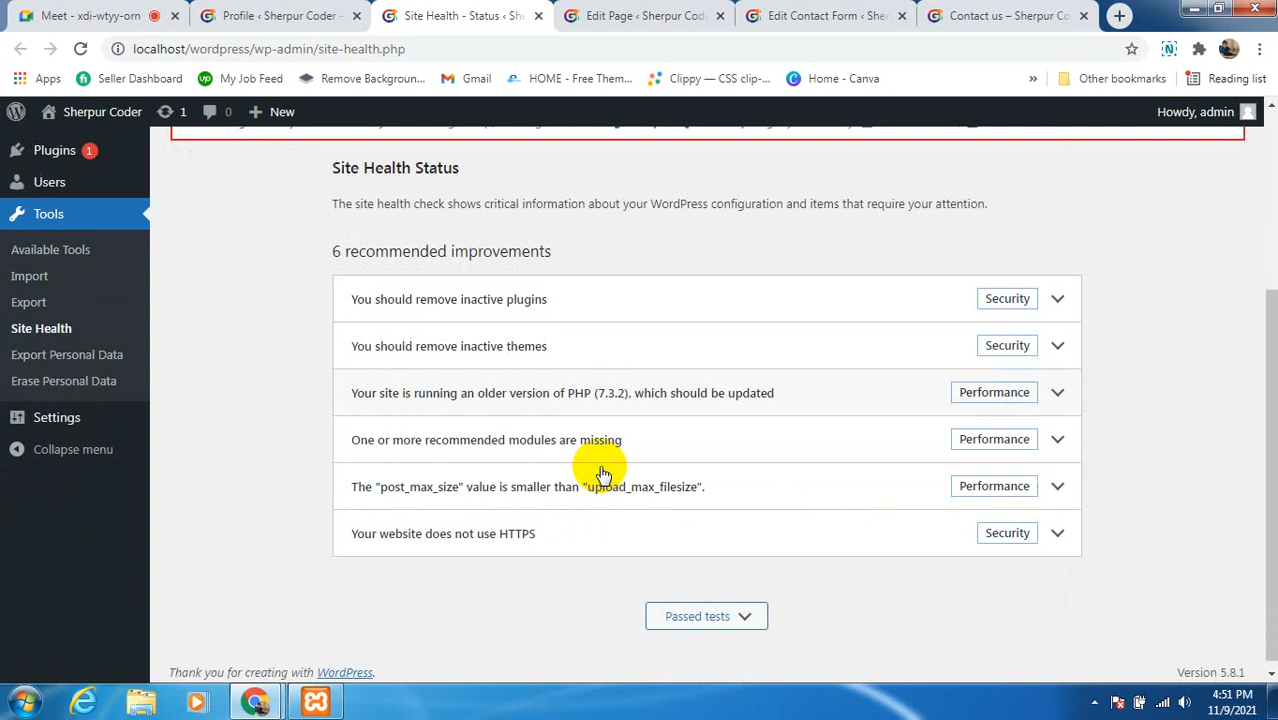 Meet - xdi-wtyy-orn
Profile ‹ Sherpur Coder —
Site Health - Status ‹ She
Edit Page ‹ Sherpur Coder
Edit Contact Form ‹ Sherp
Contact us – Sherpur Cod
localhost/wordpress/wp-admin/site-health.php
Apps
Seller Dashboard
My Job Feed
Remove Background...
Gmail
HOME - Free Them...
Clippy — CSS clip-...
Home - Canva
»
Other bookmarks
Reading list
Sherpur Coder
1
0
New
Howdy, admin
Plugins 1
Users
Tools
Available Tools
Import
Export
Site Health
Export Personal Data
Erase Personal Data
Settings
Collapse menu
Site Health Status
The site health check shows critical information about your WordPress configuration and items that require your attention.
6 recommended improvements
You should remove inactive plugins Security
You should remove inactive themes Security
Your site is running an older version of PHP (7.3.2), which should be updated Performance
One or more recommended modules are missing Performance
The "post_max_size" value is smaller than "upload_max_filesize". Performance
Your website does not use HTTPS Security
Passed tests
Thank you for creating with WordPress.
Version 5.8.1
4:51 PM
11/9/2021